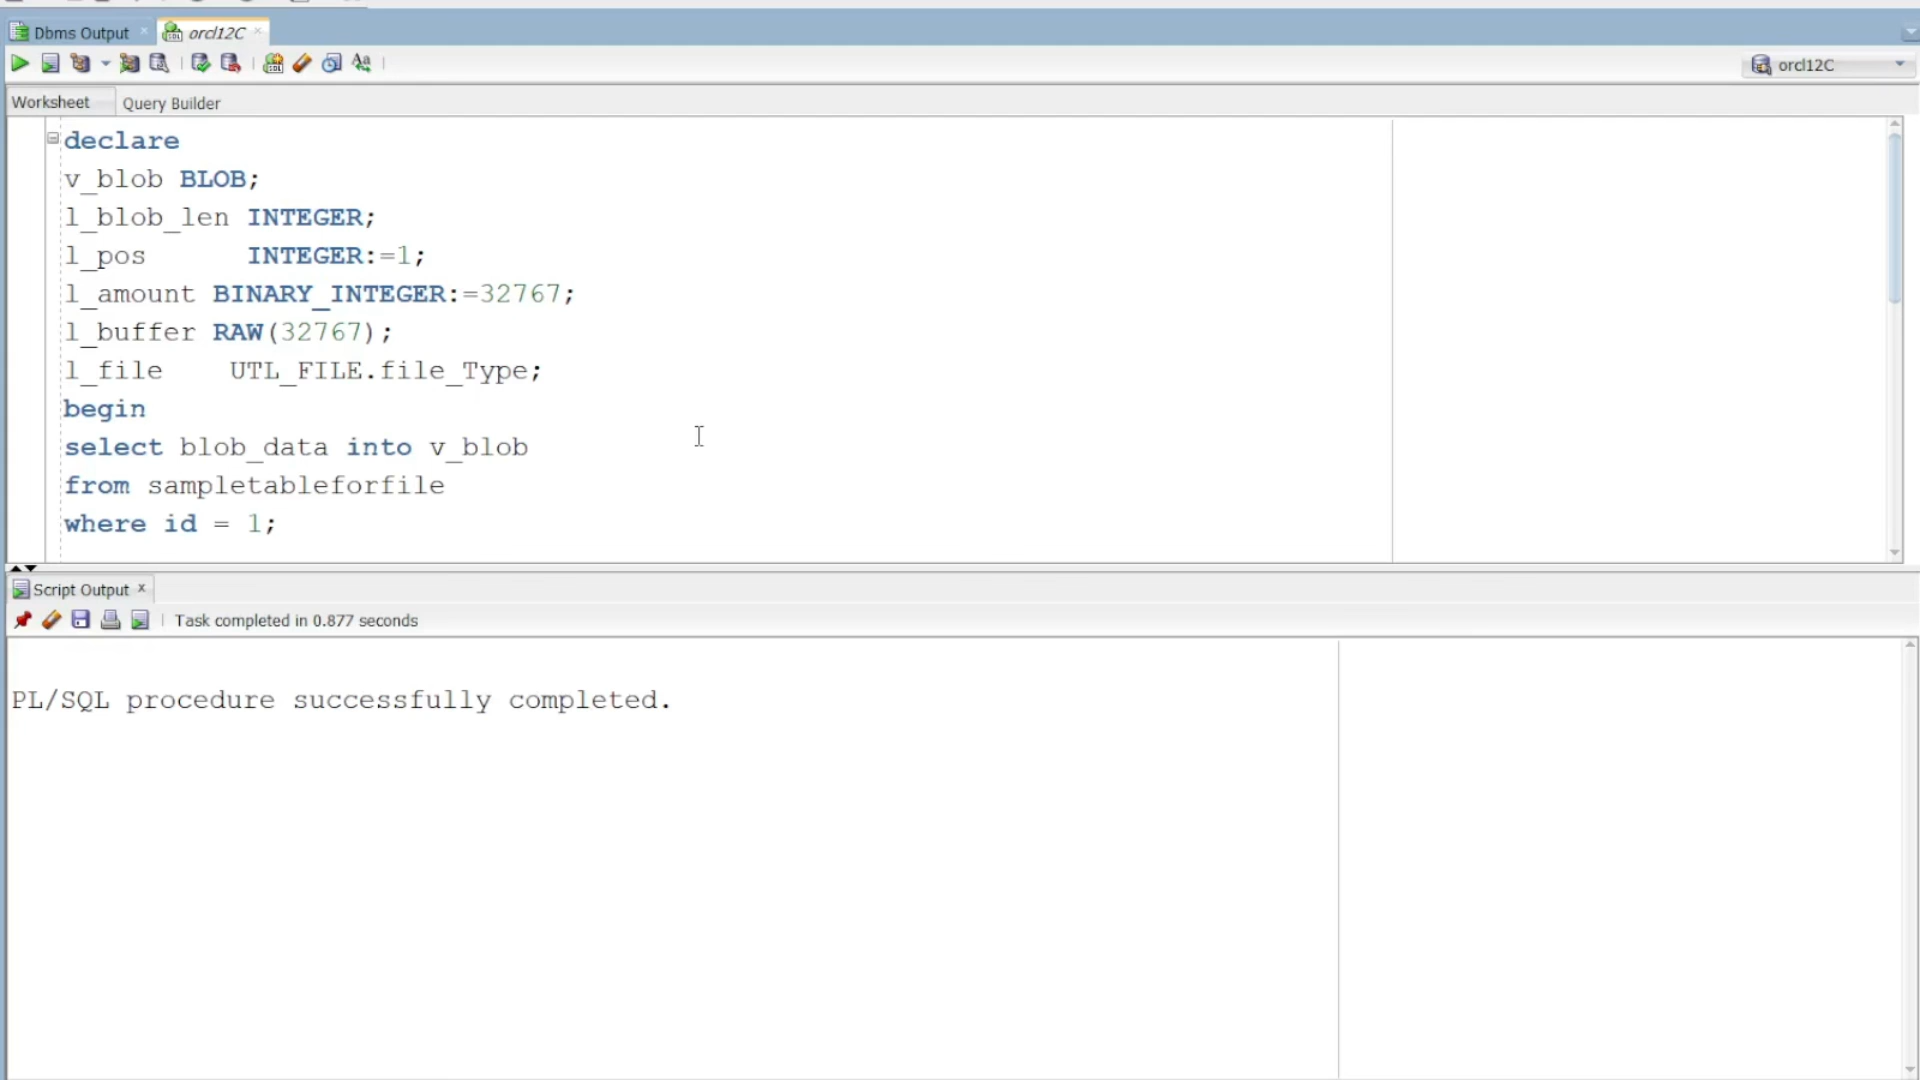 Dbms Output
orcl12C
orcl12C
Worksheet
Query Builder
declare
v_blob BLOB;
l_blob_len INTEGER;
l_pos      INTEGER:=1;
l_amount BINARY_INTEGER:=32767;
l_buffer RAW(32767);
l_file    UTL_FILE.file_Type;
begin
select blob_data into v_blob
from sampletableforfile
where id = 1;
Script Output
Task completed in 0.877 seconds
PL/SQL procedure successfully completed.